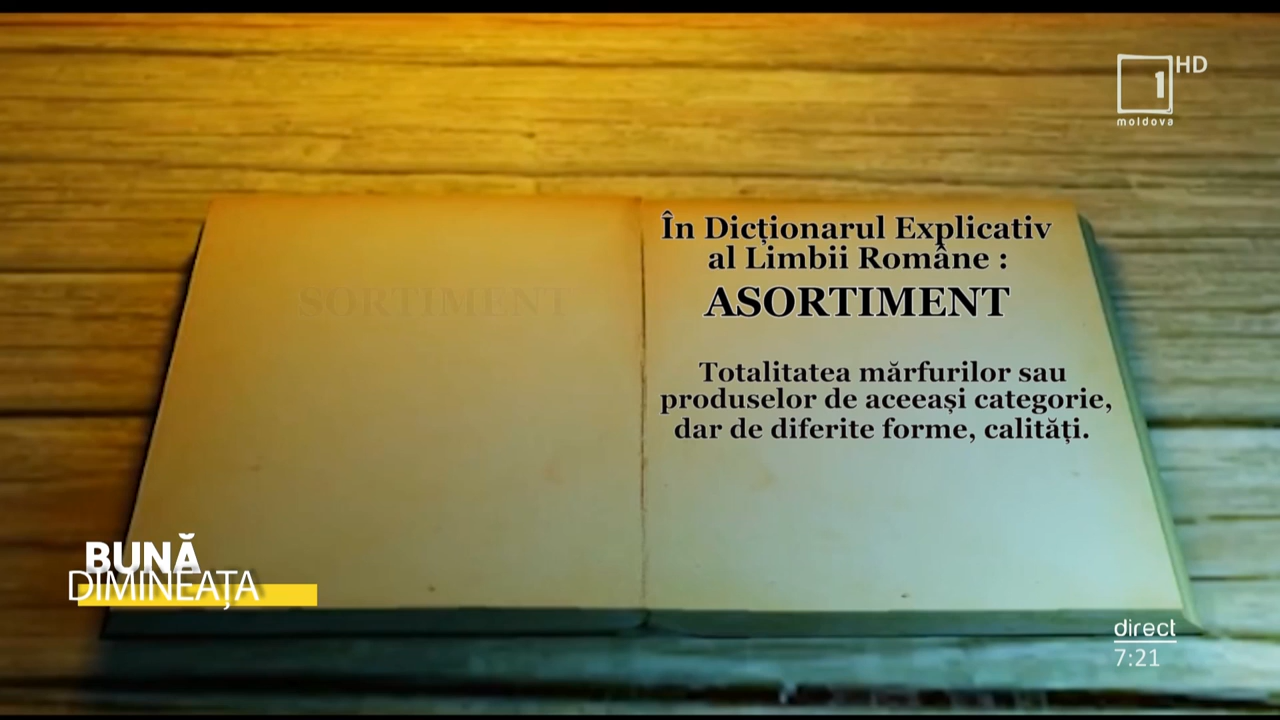 1 HD
moldova
În Dicționarul Explicativ
al Limbii Române :
SORTIMENT
ASORTIMENT
Totalitatea mărfurilor sau
produselor de aceeași categorie,
dar de diferite forme, calități.
BUNĂ
DIMINEAȚA
direct
7:21